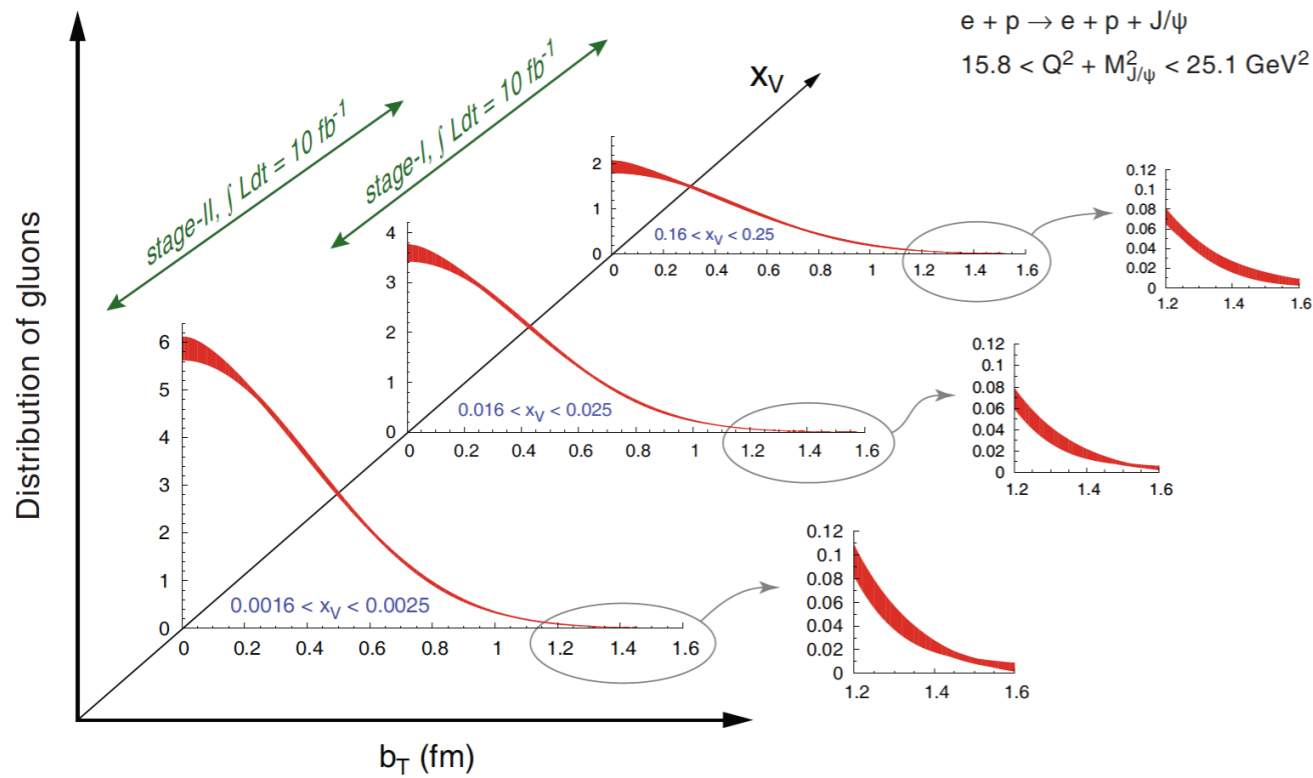 e + p → e + p + J/ψ
15.8 < Q² + M²_J/ψ < 25.1 GeV²
stage-II, ∫ Ldt = 10 fb⁻¹
stage-I, ∫ Ldt = 10 fb⁻¹
x_V
Distribution of gluons
2
1
0
0.16 < x_V < 0.25
0 0.2 0.4 0.6 0.8 1 1.2 1.4 1.6
0.12
0.1
0.08
0.06
0.04
0.02
0
1.2 1.4 1.6
4
3
2
1
0
0.016 < x_V < 0.025
0 0.2 0.4 0.6 0.8 1 1.2 1.4 1.6
0.12
0.1
0.08
0.06
0.04
0.02
0
1.2 1.4 1.6
6
5
4
3
2
1
0
0.0016 < x_V < 0.0025
0 0.2 0.4 0.6 0.8 1 1.2 1.4 1.6
0.12
0.1
0.08
0.06
0.04
0.02
0
1.2 1.4 1.6
b_T (fm)